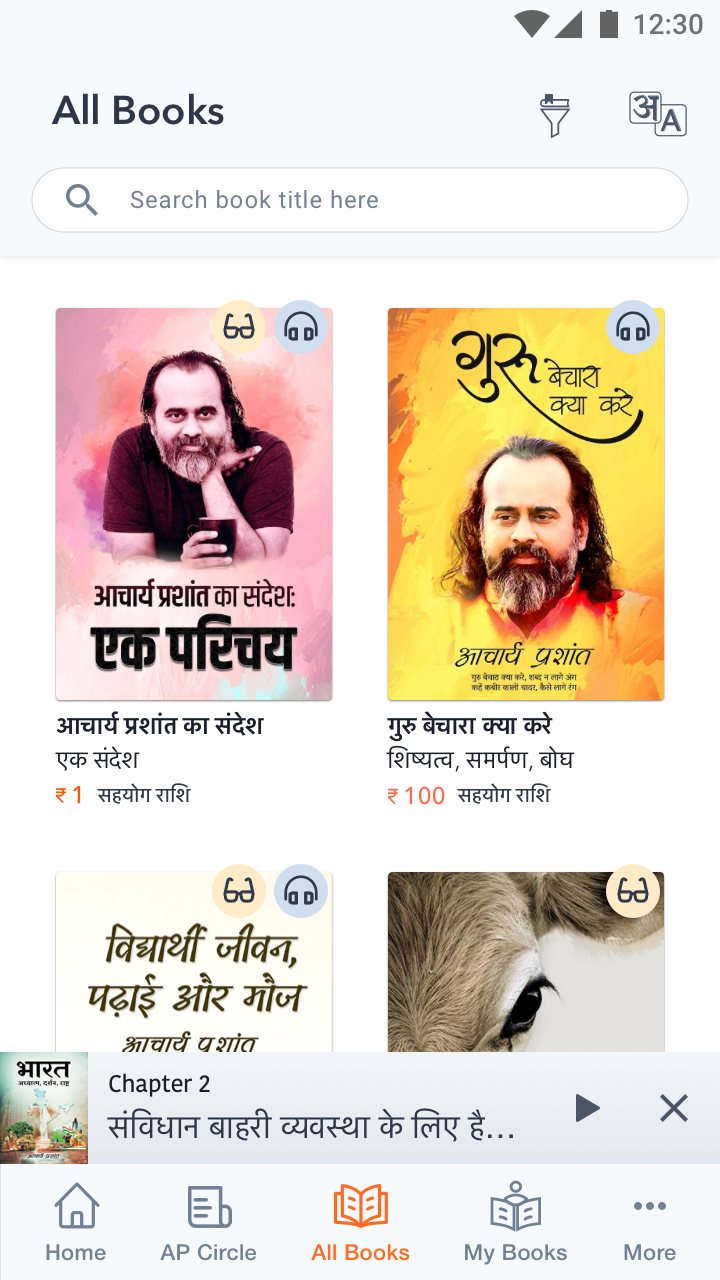 12:30
All Books
अ A
Search book title here
आचार्य प्रशांत का संदेश:
एक परिचय
गुरु बेचारा
क्या करे
आचार्य प्रशांत
गुरु बेचारा क्या करे, शब्द न लागे अंग
कहें कबीर काली चादर, कैसे लागे रंग
आचार्य प्रशांत का संदेश
एक संदेश
₹ 1 सहयोग राशि
गुरु बेचारा क्या करे
शिष्यत्व, समर्पण, बोघ
₹ 100 सहयोग राशि
विद्यार्थी जीवन,
पढ़ाई और मौज
आचार्य प्रशांत
भारत
अध्यात्म, दर्शन, राष्ट्र
आचार्य प्रशांत
Chapter 2
संविधान बाहरी व्यवस्था के लिए है...
Home
AP Circle
All Books
My Books
More